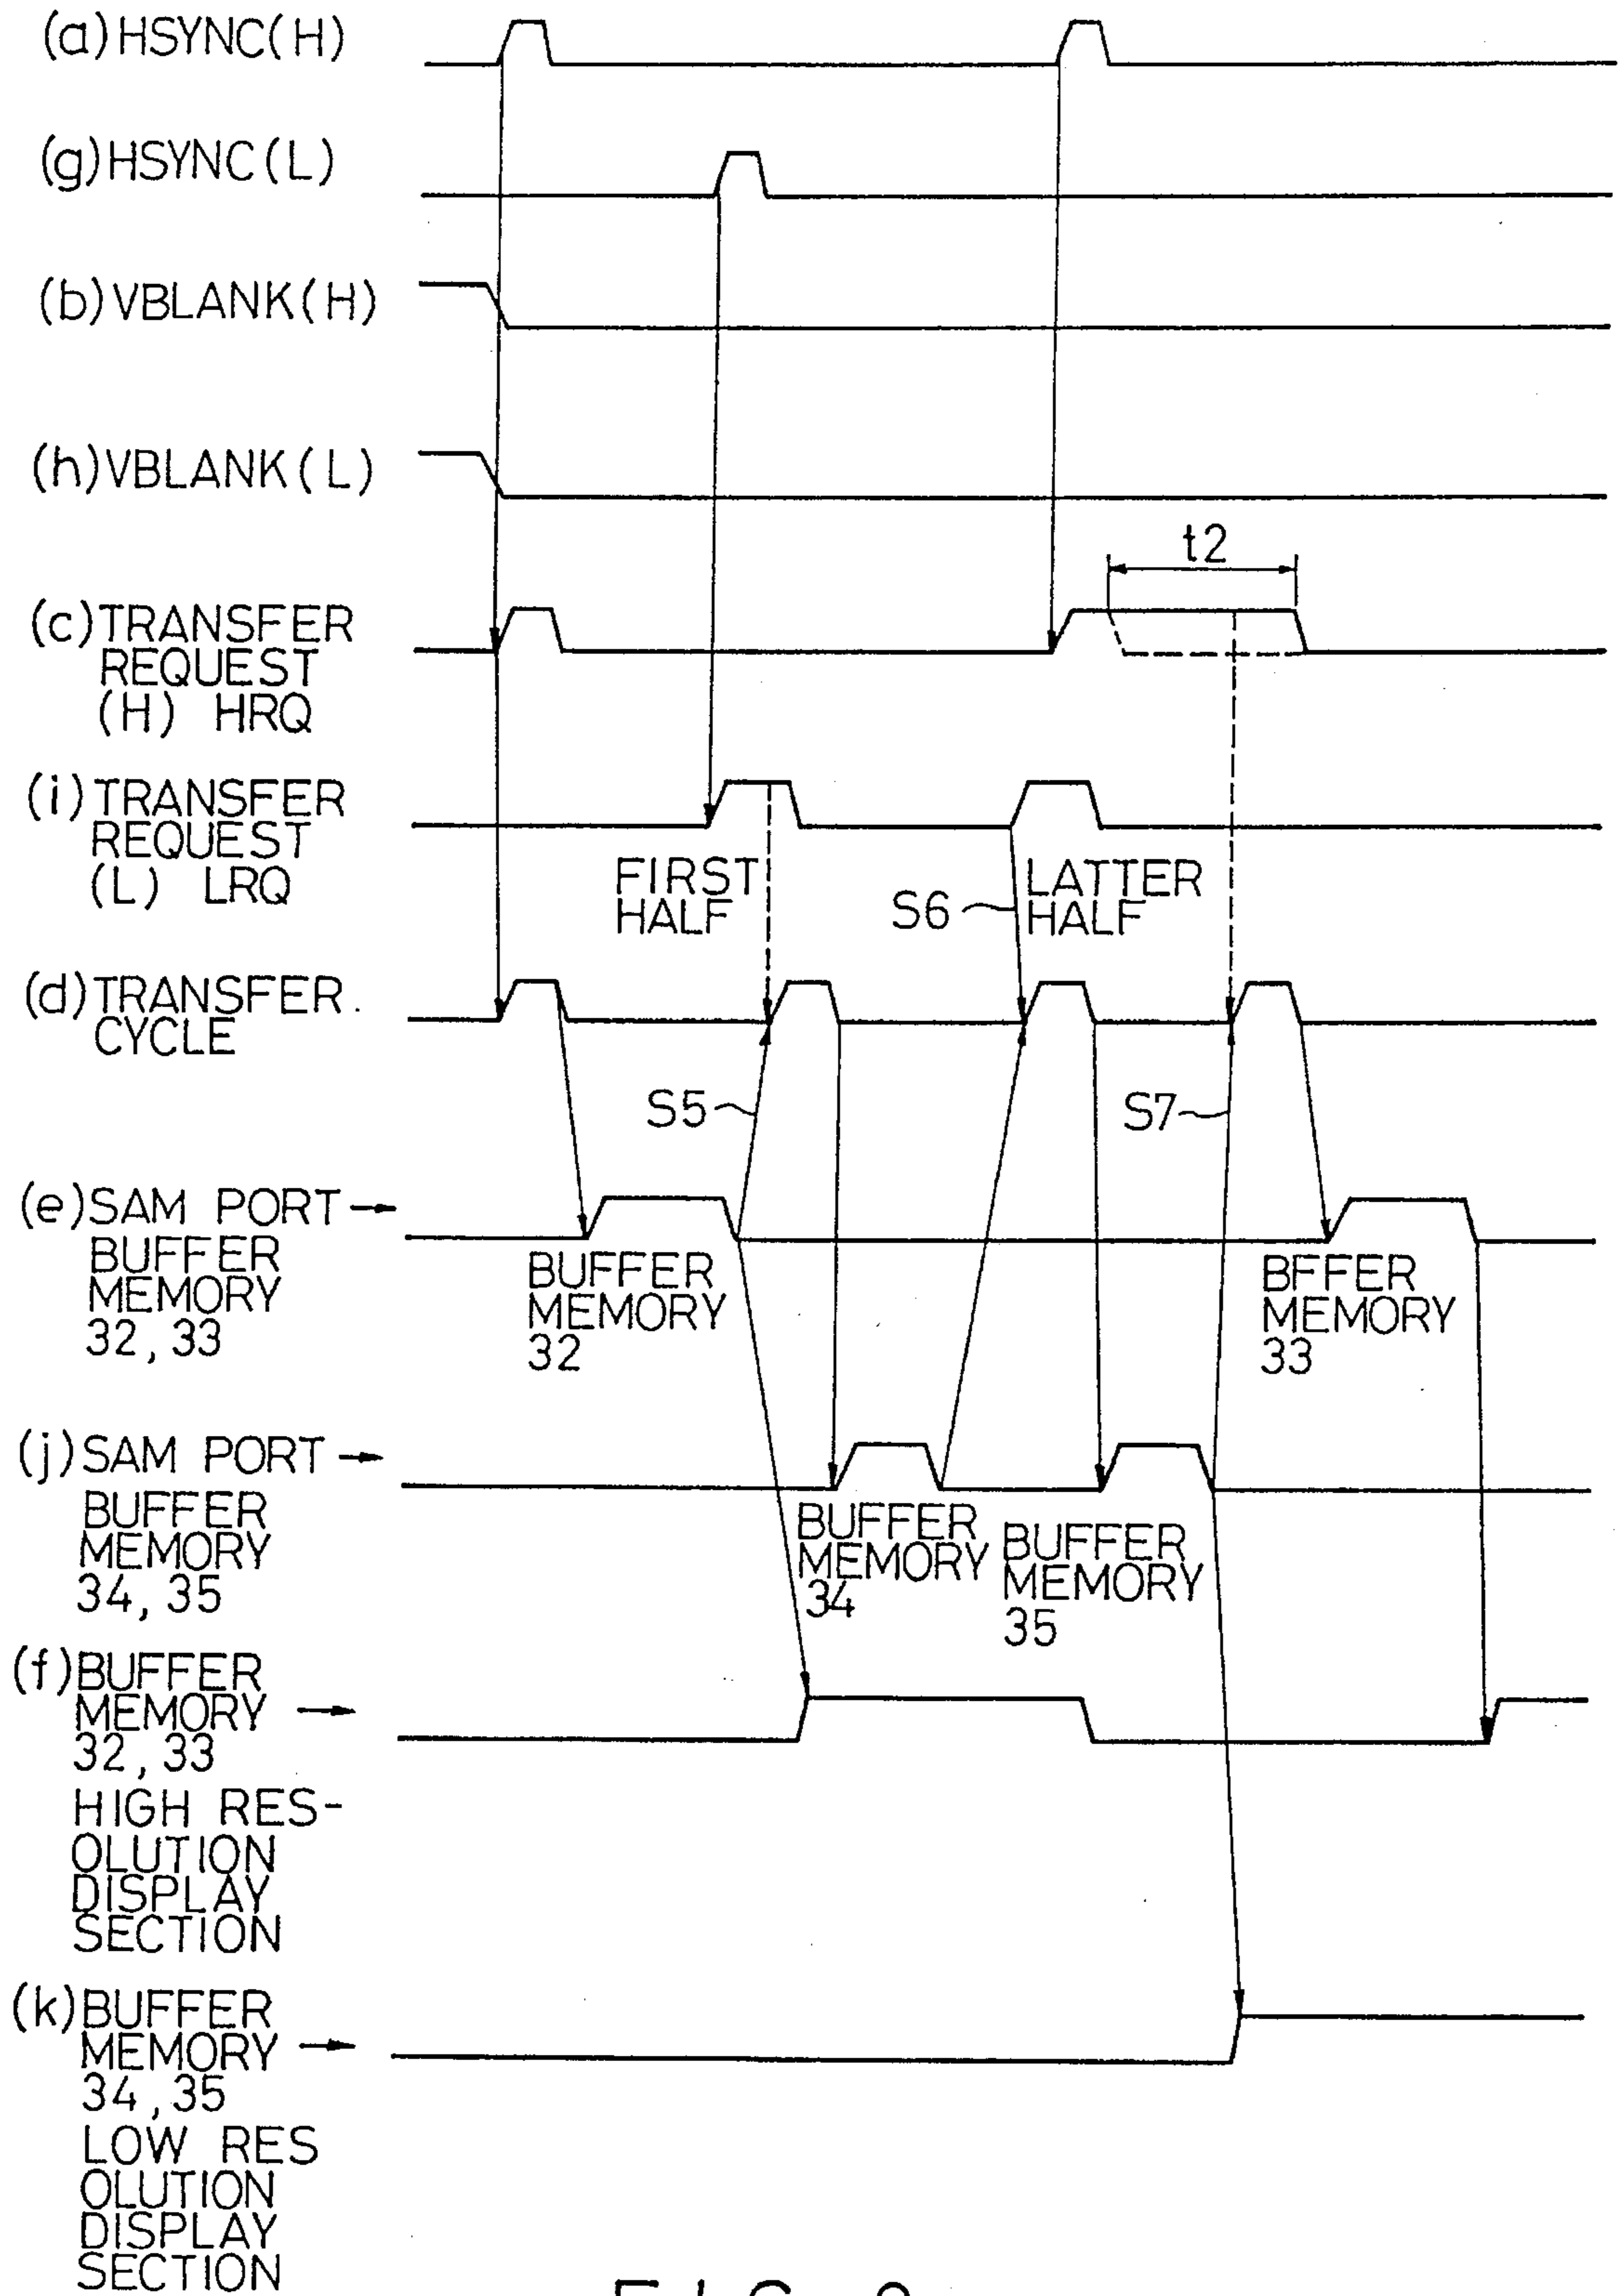 (a) HSYNC(H)
(g) HSYNC(L)
(b) VBLANK(H)
(h) VBLANK(L)
t2
(c) TRANSFER
REQUEST
(H) HRQ
(i) TRANSFER
REQUEST
(L) LRQ
FIRST
HALF
S6
LATTER
HALF
(d) TRANSFER
CYCLE
S5
S7
(e) SAM PORT
BUFFER
MEMORY
32, 33
BUFFER
MEMORY
32
BFFER
MEMORY
33
(j) SAM PORT
BUFFER
MEMORY
34, 35
BUFFER
MEMORY
34
BUFFER
MEMORY
35
(f) BUFFER
MEMORY
32, 33
HIGH RES-
OLUTION
DISPLAY
SECTION
(k) BUFFER
MEMORY
34, 35
LOW RES
OLUTION
DISPLAY
SECTION